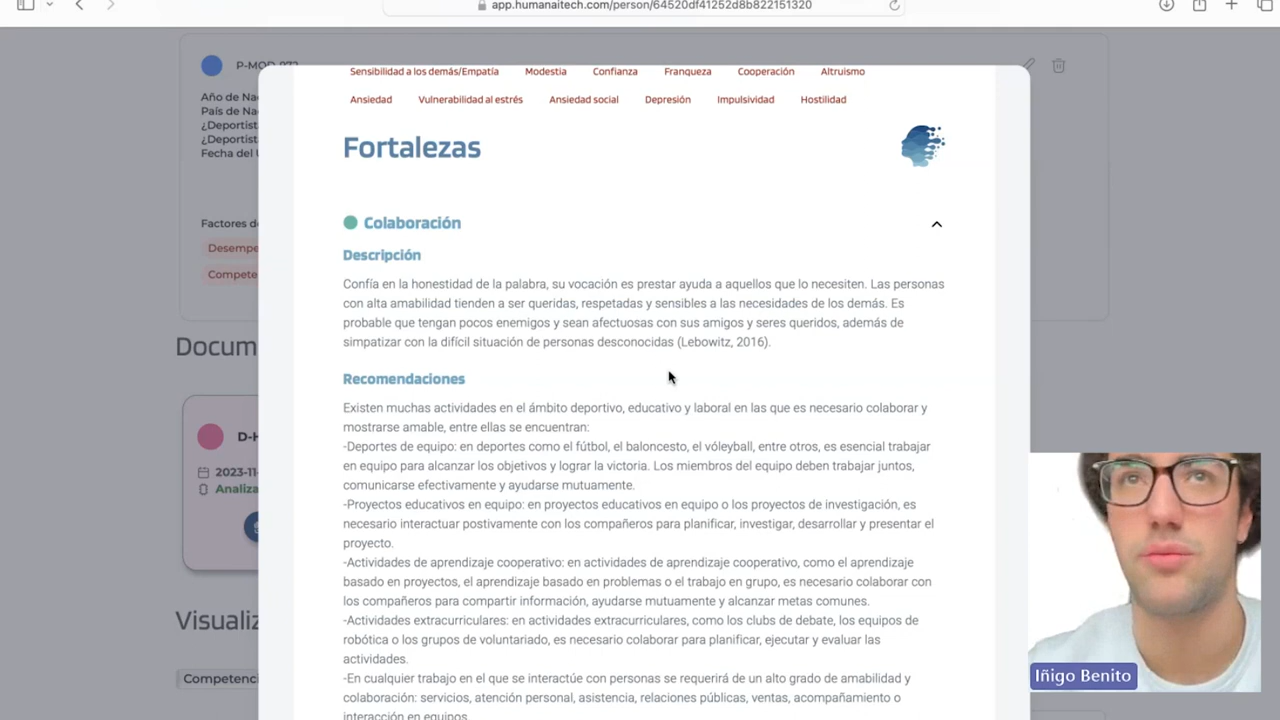 app.humanaitech.com/person/64520df41252d8b822151320
Año de Na
País de Na
¿Deportist
¿Deportist
Fecha del
Factores d
Desempe
Compete
Docum
D-H
2023-11-
Analiza
Visualiz
Competenc
Sensibilidad a los demás/Empatía Modestia Confianza Franqueza Cooperación Altruismo
Ansiedad Vulnerabilidad al estrés Ansiedad social Depresión Impulsividad Hostilidad
Fortalezas
Colaboración
Descripción
Confía en la honestidad de la palabra, su vocación es prestar ayuda a aquellos que lo necesiten. Las personas
con alta amabilidad tienden a ser queridas, respetadas y sensibles a las necesidades de los demás. Es
probable que tengan pocos enemigos y sean afectuosas con sus amigos y seres queridos, además de
simpatizar con la difícil situación de personas desconocidas (Lebowitz, 2016).
Recomendaciones
Existen muchas actividades en el ámbito deportivo, educativo y laboral en las que es necesario colaborar y
mostrarse amable, entre ellas se encuentran:
-Deportes de equipo: en deportes como el fútbol, el baloncesto, el vóleyball, entre otros, es esencial trabajar
en equipo para alcanzar los objetivos y lograr la victoria. Los miembros del equipo deben trabajar juntos,
comunicarse efectivamente y ayudarse mutuamente.
-Proyectos educativos en equipo: en proyectos educativos en equipo o los proyectos de investigación, es
necesario interactuar postivamente con los compañeros para planificar, investigar, desarrollar y presentar el
proyecto.
-Actividades de aprendizaje cooperativo: en actividades de aprendizaje cooperativo, como el aprendizaje
basado en proyectos, el aprendizaje basado en problemas o el trabajo en grupo, es necesario colaborar con
los compañeros para compartir información, ayudarse mutuamente y alcanzar metas comunes.
-Actividades extracurriculares: en actividades extracurriculares, como los clubs de debate, los equipos de
robótica o los grupos de voluntariado, es necesario colaborar para planificar, ejecutar y evaluar las
actividades.
-En cualquier trabajo en el que se interactúe con personas se requerirá de un alto grado de amabilidad y
colaboración: servicios, atención personal, asistencia, relaciones públicas, ventas, acompañamiento o
interacción en equipos.
Iñigo Benito